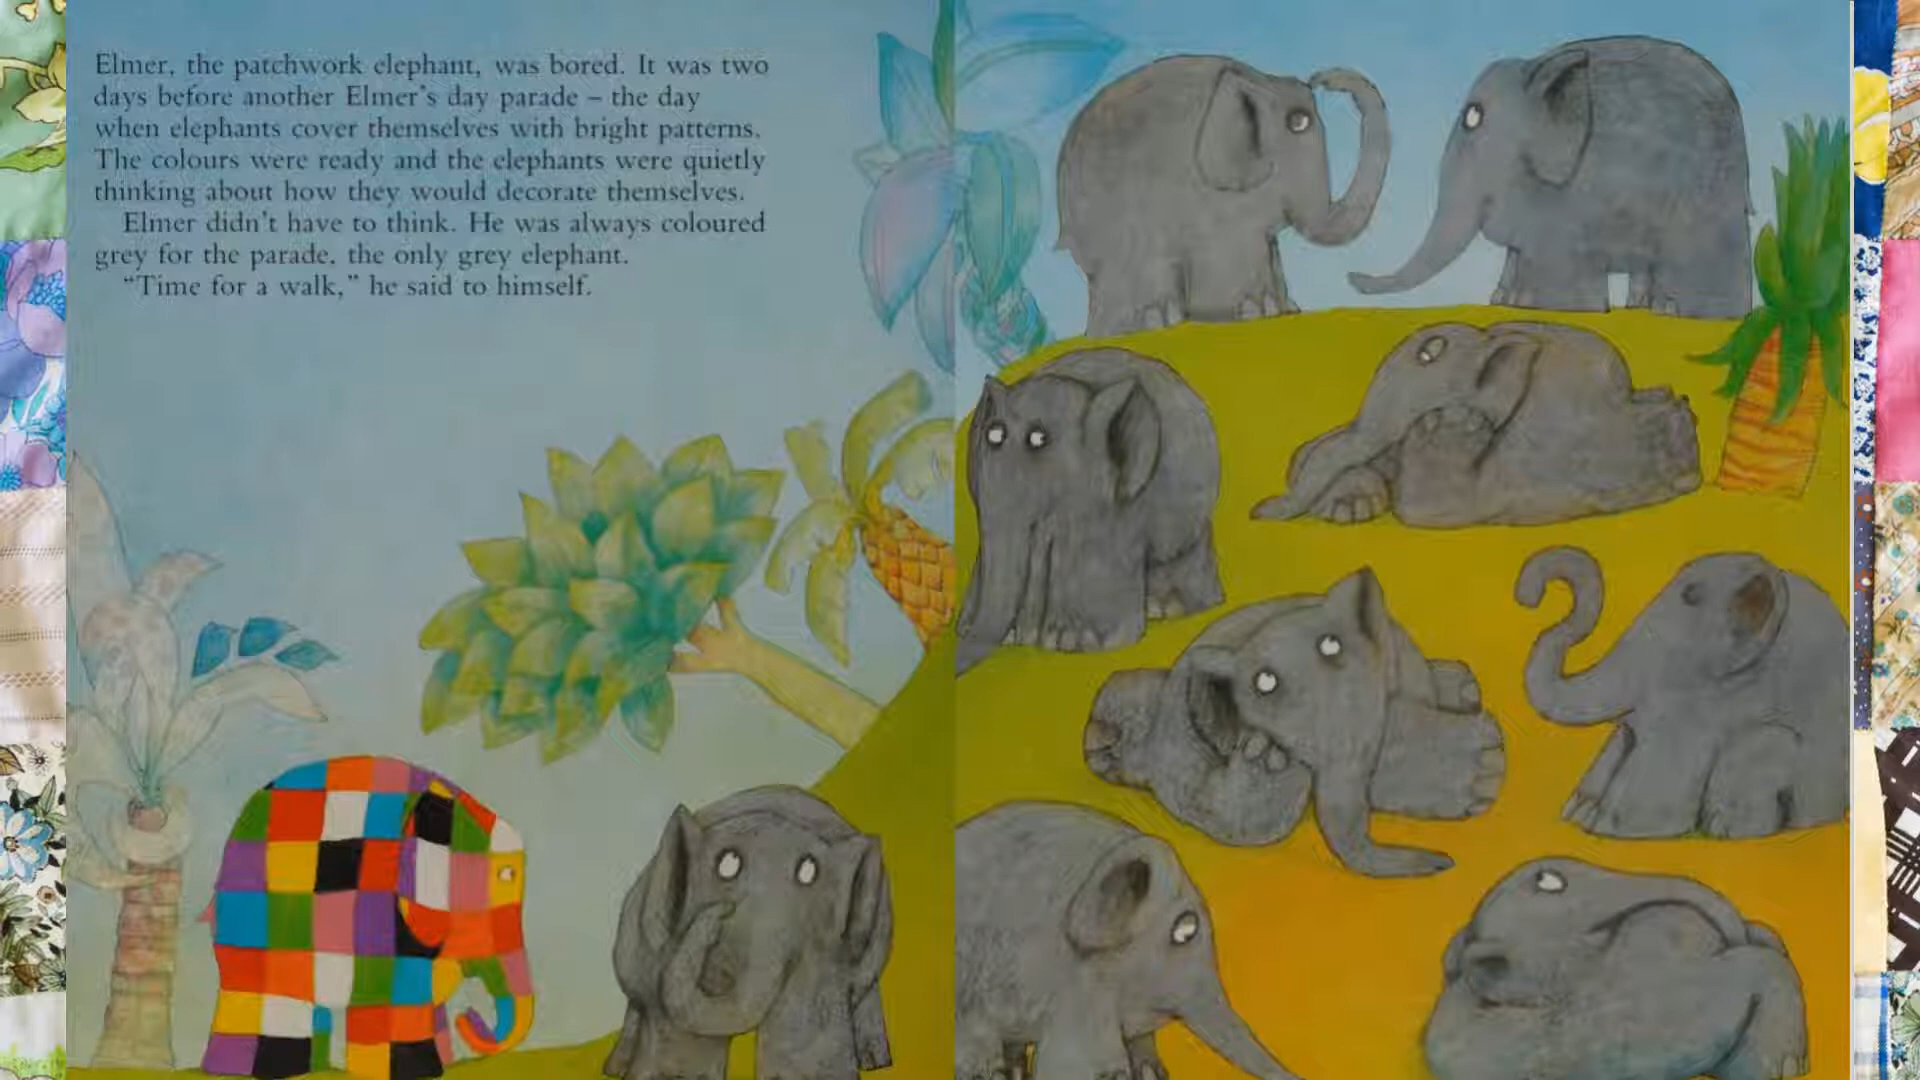 Elmer, the patchwork elephant, was bored. It was two
days before another Elmer's day parade – the day
when elephants cover themselves with bright patterns.
The colours were ready and the elephants were quietly
thinking about how they would decorate themselves.
Elmer didn't have to think. He was always coloured
grey for the parade, the only grey elephant.
“Time for a walk,” he said to himself.